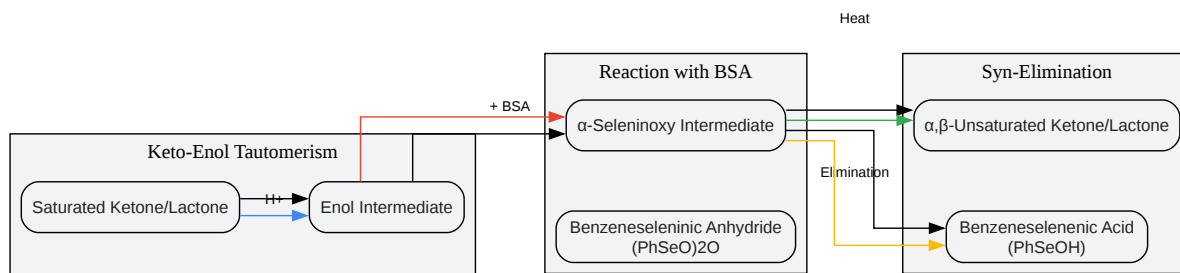 Heat
Reaction with BSA
Syn-Elimination
+ BSA
α-Seleninoxy Intermediate
α,β-Unsaturated Ketone/Lactone
Keto-Enol Tautomerism
Elimination
Saturated Ketone/Lactone
H+
Enol Intermediate
Benzeneseleninic Anhydride
(PhSeO)2O
Benzeneselenenic Acid
(PhSeOH)